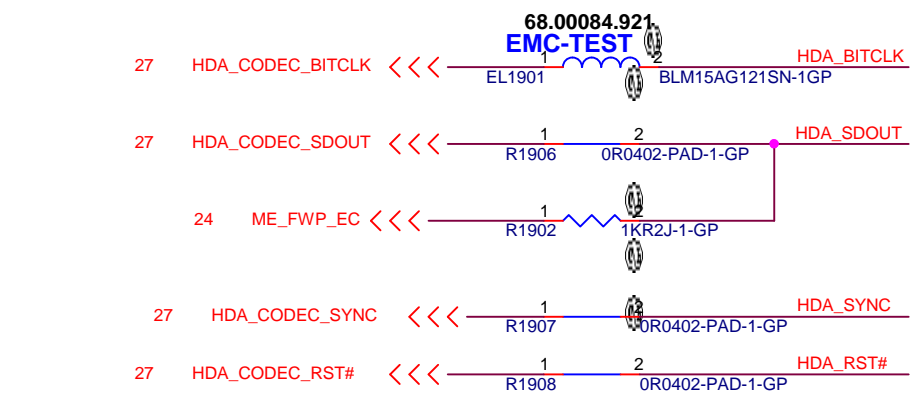 68.00084.921
EMC-TEST
27 HDA_CODEC_BITCLK 1 2 HDA_BITCLK
EL1901 BLM15AG121SN-1GP
27 HDA_CODEC_SDOUT 1 2 HDA_SDOUT
R1906 0R0402-PAD-1-GP
24 ME_FWP_EC 1
R1902 1KR2J-1-GP
27 HDA_CODEC_SYNC 1 HDA_SYNC
R1907 0R0402-PAD-1-GP
27 HDA_CODEC_RST# 1 2 HDA_RST#
R1908 0R0402-PAD-1-GP